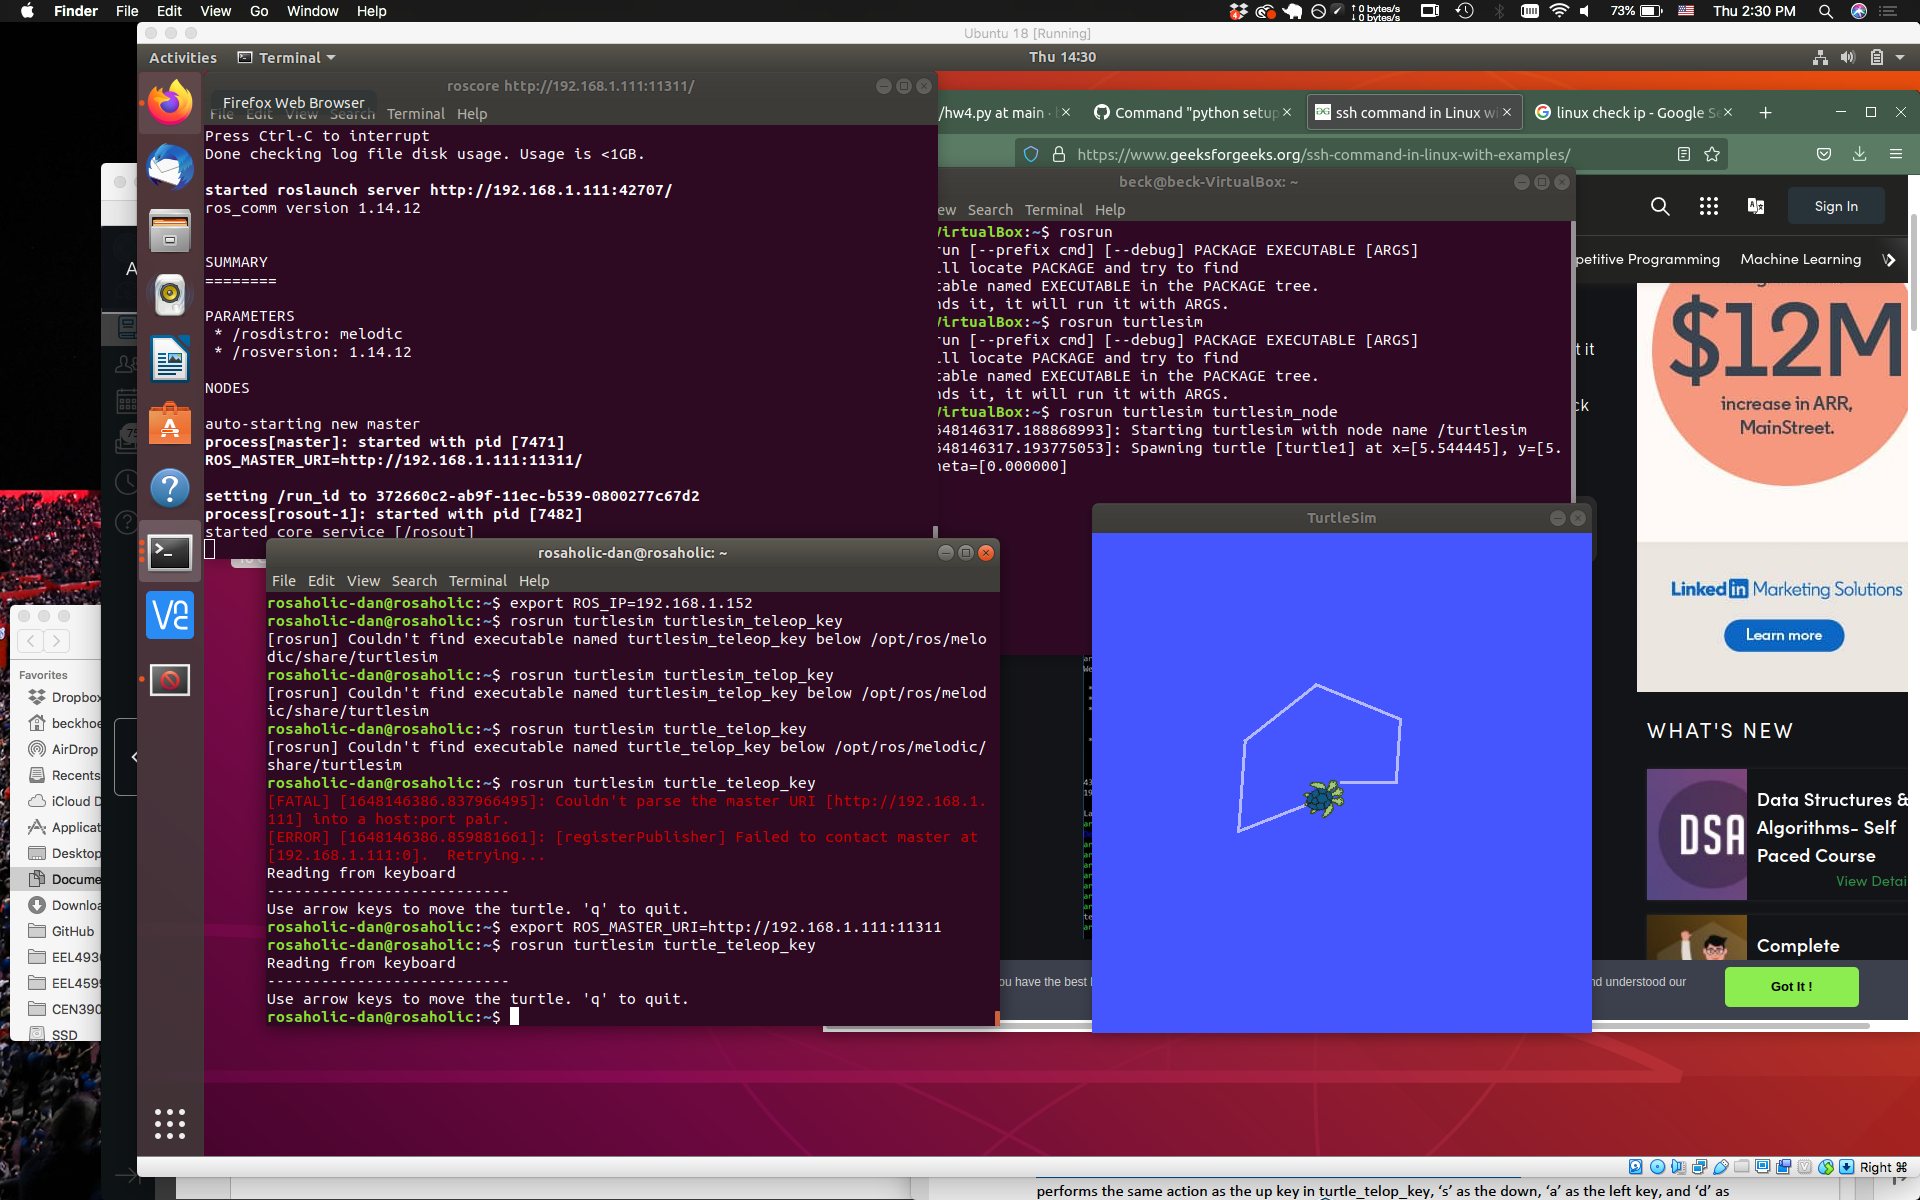 Finder File Edit View Go Window Help
0 bytes/s
0 bytes/s
73% Thu 2:30 PM
Ubuntu 18 [Running]
Activities Terminal
Thu 14:30
roscore http://192.168.1.111:11311/
Firefox Web Browser
File Edit View Search Terminal Help
Press Ctrl-C to interrupt
Done checking log file disk usage. Usage is <1GB.
started roslaunch server http://192.168.1.111:42707/
ros_comm version 1.14.12
SUMMARY
========
PARAMETERS
* /rosdistro: melodic
* /rosversion: 1.14.12
NODES
auto-starting new master
process[master]: started with pid [7471]
ROS_MASTER_URI=http://192.168.1.111:11311/
setting /run_id to 372660c2-ab9f-11ec-b539-0800277c67d2
process[rosout-1]: started with pid [7482]
started core service [/rosout]
/hw4.py at main ·
Command "python setup
ssh command in Linux wi
linux check ip - Google Se
https://www.geeksforgeeks.org/ssh-command-in-linux-with-examples/
Sign In
petitive Programming Machine Learning
beck@beck-VirtualBox: ~
ew Search Terminal Help
VirtualBox:~$ rosrun
run [--prefix cmd] [--debug] PACKAGE EXECUTABLE [ARGS]
ll locate PACKAGE and try to find
able named EXECUTABLE in the PACKAGE tree.
nds it, it will run it with ARGS.
VirtualBox:~$ rosrun turtlesim
run [--prefix cmd] [--debug] PACKAGE EXECUTABLE [ARGS]
ll locate PACKAGE and try to find
able named EXECUTABLE in the PACKAGE tree.
nds it, it will run it with ARGS.
VirtualBox:~$ rosrun turtlesim turtlesim_node
648146317.188868993]: Starting turtlesim with node name /turtlesim
648146317.193775053]: Spawning turtle [turtle1] at x=[5.544445], y=[5.
heta=[0.000000]
rosaholic-dan@rosaholic: ~
File Edit View Search Terminal Help
rosaholic-dan@rosaholic:~$ export ROS_IP=192.168.1.152
rosaholic-dan@rosaholic:~$ rosrun turtlesim turtlesim_teleop_key
[rosrun] Couldn't find executable named turtlesim_teleop_key below /opt/ros/melo
dic/share/turtlesim
rosaholic-dan@rosaholic:~$ rosrun turtlesim turtlesim_telop_key
[rosrun] Couldn't find executable named turtlesim_telop_key below /opt/ros/melod
ic/share/turtlesim
rosaholic-dan@rosaholic:~$ rosrun turtlesim turtle_telop_key
[rosrun] Couldn't find executable named turtle_telop_key below /opt/ros/melodic/
share/turtlesim
rosaholic-dan@rosaholic:~$ rosrun turtlesim turtle_teleop_key
[FATAL] [1648146386.837966495]: Couldn't parse the master URI [http://192.168.1.
111] into a host:port pair.
[ERROR] [1648146386.859881661]: [registerPublisher] Failed to contact master at
[192.168.1.111:0]. Retrying...
Reading from keyboard
---------------------------
Use arrow keys to move the turtle. 'q' to quit.
rosaholic-dan@rosaholic:~$ export ROS_MASTER_URI=http://192.168.1.111:11311
rosaholic-dan@rosaholic:~$ rosrun turtlesim turtle_teleop_key
Reading from keyboard
---------------------------
Use arrow keys to move the turtle. 'q' to quit.
rosaholic-dan@rosaholic:~$
TurtleSim
t it
ck
$12M
increase in ARR,
MainStreet.
Linked in Marketing Solutions
Learn more
WHAT'S NEW
DSA
Data Structures &
Algorithms- Self
Paced Course
View Detai
Complete
ou have the best
nd understood our
Got It !
Favorites
Dropbox
beckhoe
AirDrop
Recents
iCloud D
Applicat
Desktop
Docume
Downloa
GitHub
EEL493
EEL459
CEN390
SSD
Right ⌘
performs the same action as the up key in turtle_telop_key, ‘s’ as the down, ‘a’ as the left key, and ‘d’ as